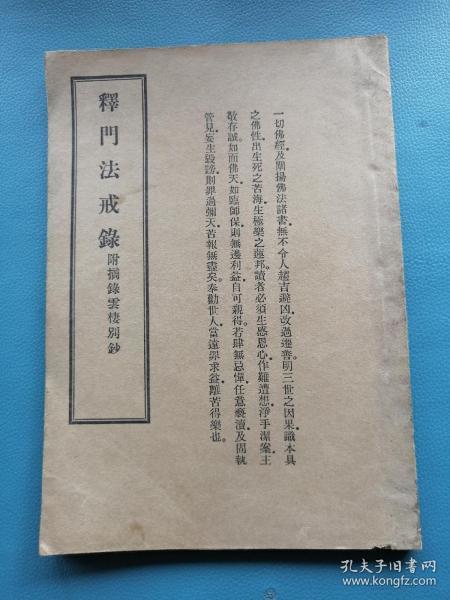 一切佛經及闡揚佛法諸書無不令人趨吉避凶改過遷善明三世之因果識本具
之佛性出生死之苦海生極樂之蓮邦讀者必須生感恩心作難遭想淨手潔案主
敬存誠如面佛天如臨師保則無邊利益自可親得若肆無忌憚任意褻瀆及固執
管見妄生毀謗則罪過彌天苦報無盡矣奉勸世人當遠罪求益離苦得樂也
釋門法戒錄 附摘錄雲棲別鈔
孔夫子旧书网
www.kongfz.com